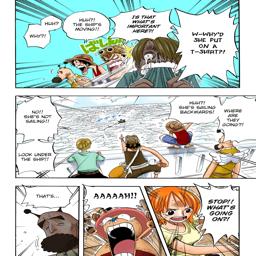 HUH?
WHY?!
HUH?!
THE
SHIP'S
MOVING!!
IS THAT
WHAT'S
IMPORTANT
HERE?!
W-WHY'D
SHE PUT
ON A
T-SHIRT?!
NO!!
SHE'S NOT
SAILING!!
LOOK UNDER
THE SHIP!!
HUH?!
SHE'S SAILING
BACKWARDS!
WHERE
ARE THEY
GOING?!
THAT'S...
AAAAAH!!
STOP!!
WHAT'S
GOING
ON?!